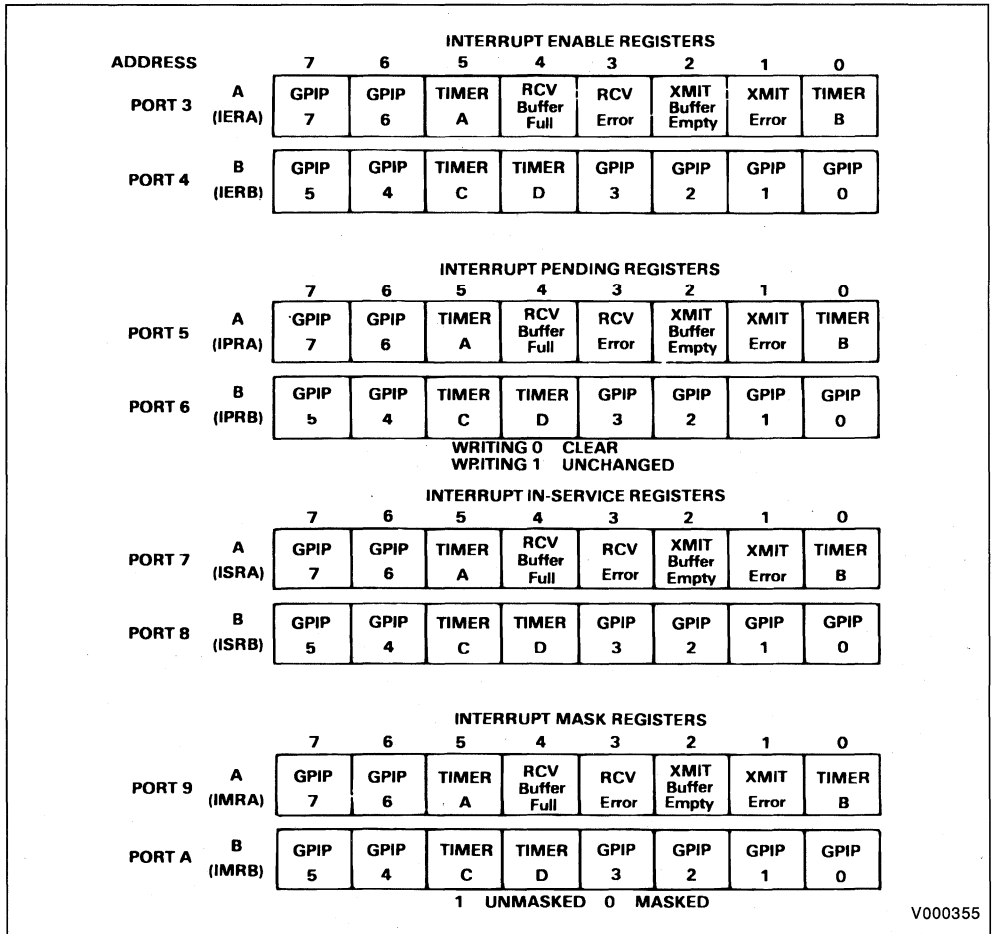 INTERRUPT ENABLE REGISTERS
ADDRESS 7 6 5 4 3 2 1 0
PORT 3 A (IERA) GPIP 7 GPIP 6 TIMER A RCV Buffer Full RCV Error XMIT Buffer Empty XMIT Error TIMER B
PORT 4 B (IERB) GPIP 5 GPIP 4 TIMER C TIMER D GPIP 3 GPIP 2 GPIP 1 GPIP 0
INTERRUPT PENDING REGISTERS
7 6 5 4 3 2 1 0
PORT 5 A (IPRA) GPIP 7 GPIP 6 TIMER A RCV Buffer Full RCV Error XMIT Buffer Empty XMIT Error TIMER B
PORT 6 B (IPRB) GPIP 5 GPIP 4 TIMER C TIMER D GPIP 3 GPIP 2 GPIP 1 GPIP 0
WRITING 0 CLEAR
WRITING 1 UNCHANGED
INTERRUPT IN-SERVICE REGISTERS
7 6 5 4 3 2 1 0
PORT 7 A (ISRA) GPIP 7 GPIP 6 TIMER A RCV Buffer Full RCV Error XMIT Buffer Empty XMIT Error TIMER B
PORT 8 B (ISRB) GPIP 5 GPIP 4 TIMER C TIMER D GPIP 3 GPIP 2 GPIP 1 GPIP 0
INTERRUPT MASK REGISTERS
7 6 5 4 3 2 1 0
PORT 9 A (IMRA) GPIP 7 GPIP 6 TIMER A RCV Buffer Full RCV Error XMIT Buffer Empty XMIT Error TIMER B
PORT A B (IMRB) GPIP 5 GPIP 4 TIMER C TIMER D GPIP 3 GPIP 2 GPIP 1 GPIP 0
1 UNMASKED 0 MASKED
V000355